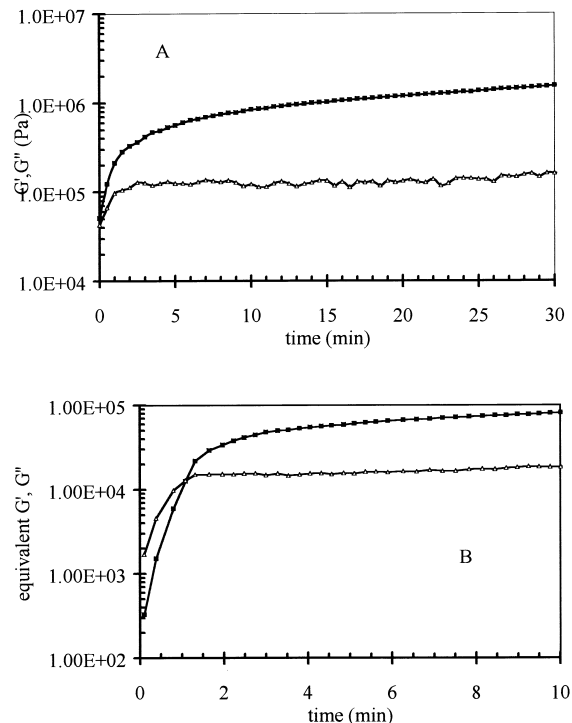 1.0E+07
A
1.0E+06
G',G" (Pa)
1.0E+05
1.0E+04
0 5 10 15 20 25 30
time (min)
1.00E+05
1.00E+04
equivalent G', G"
B
1.00E+03
1.00E+02
0 2 4 6 8 10
time (min)